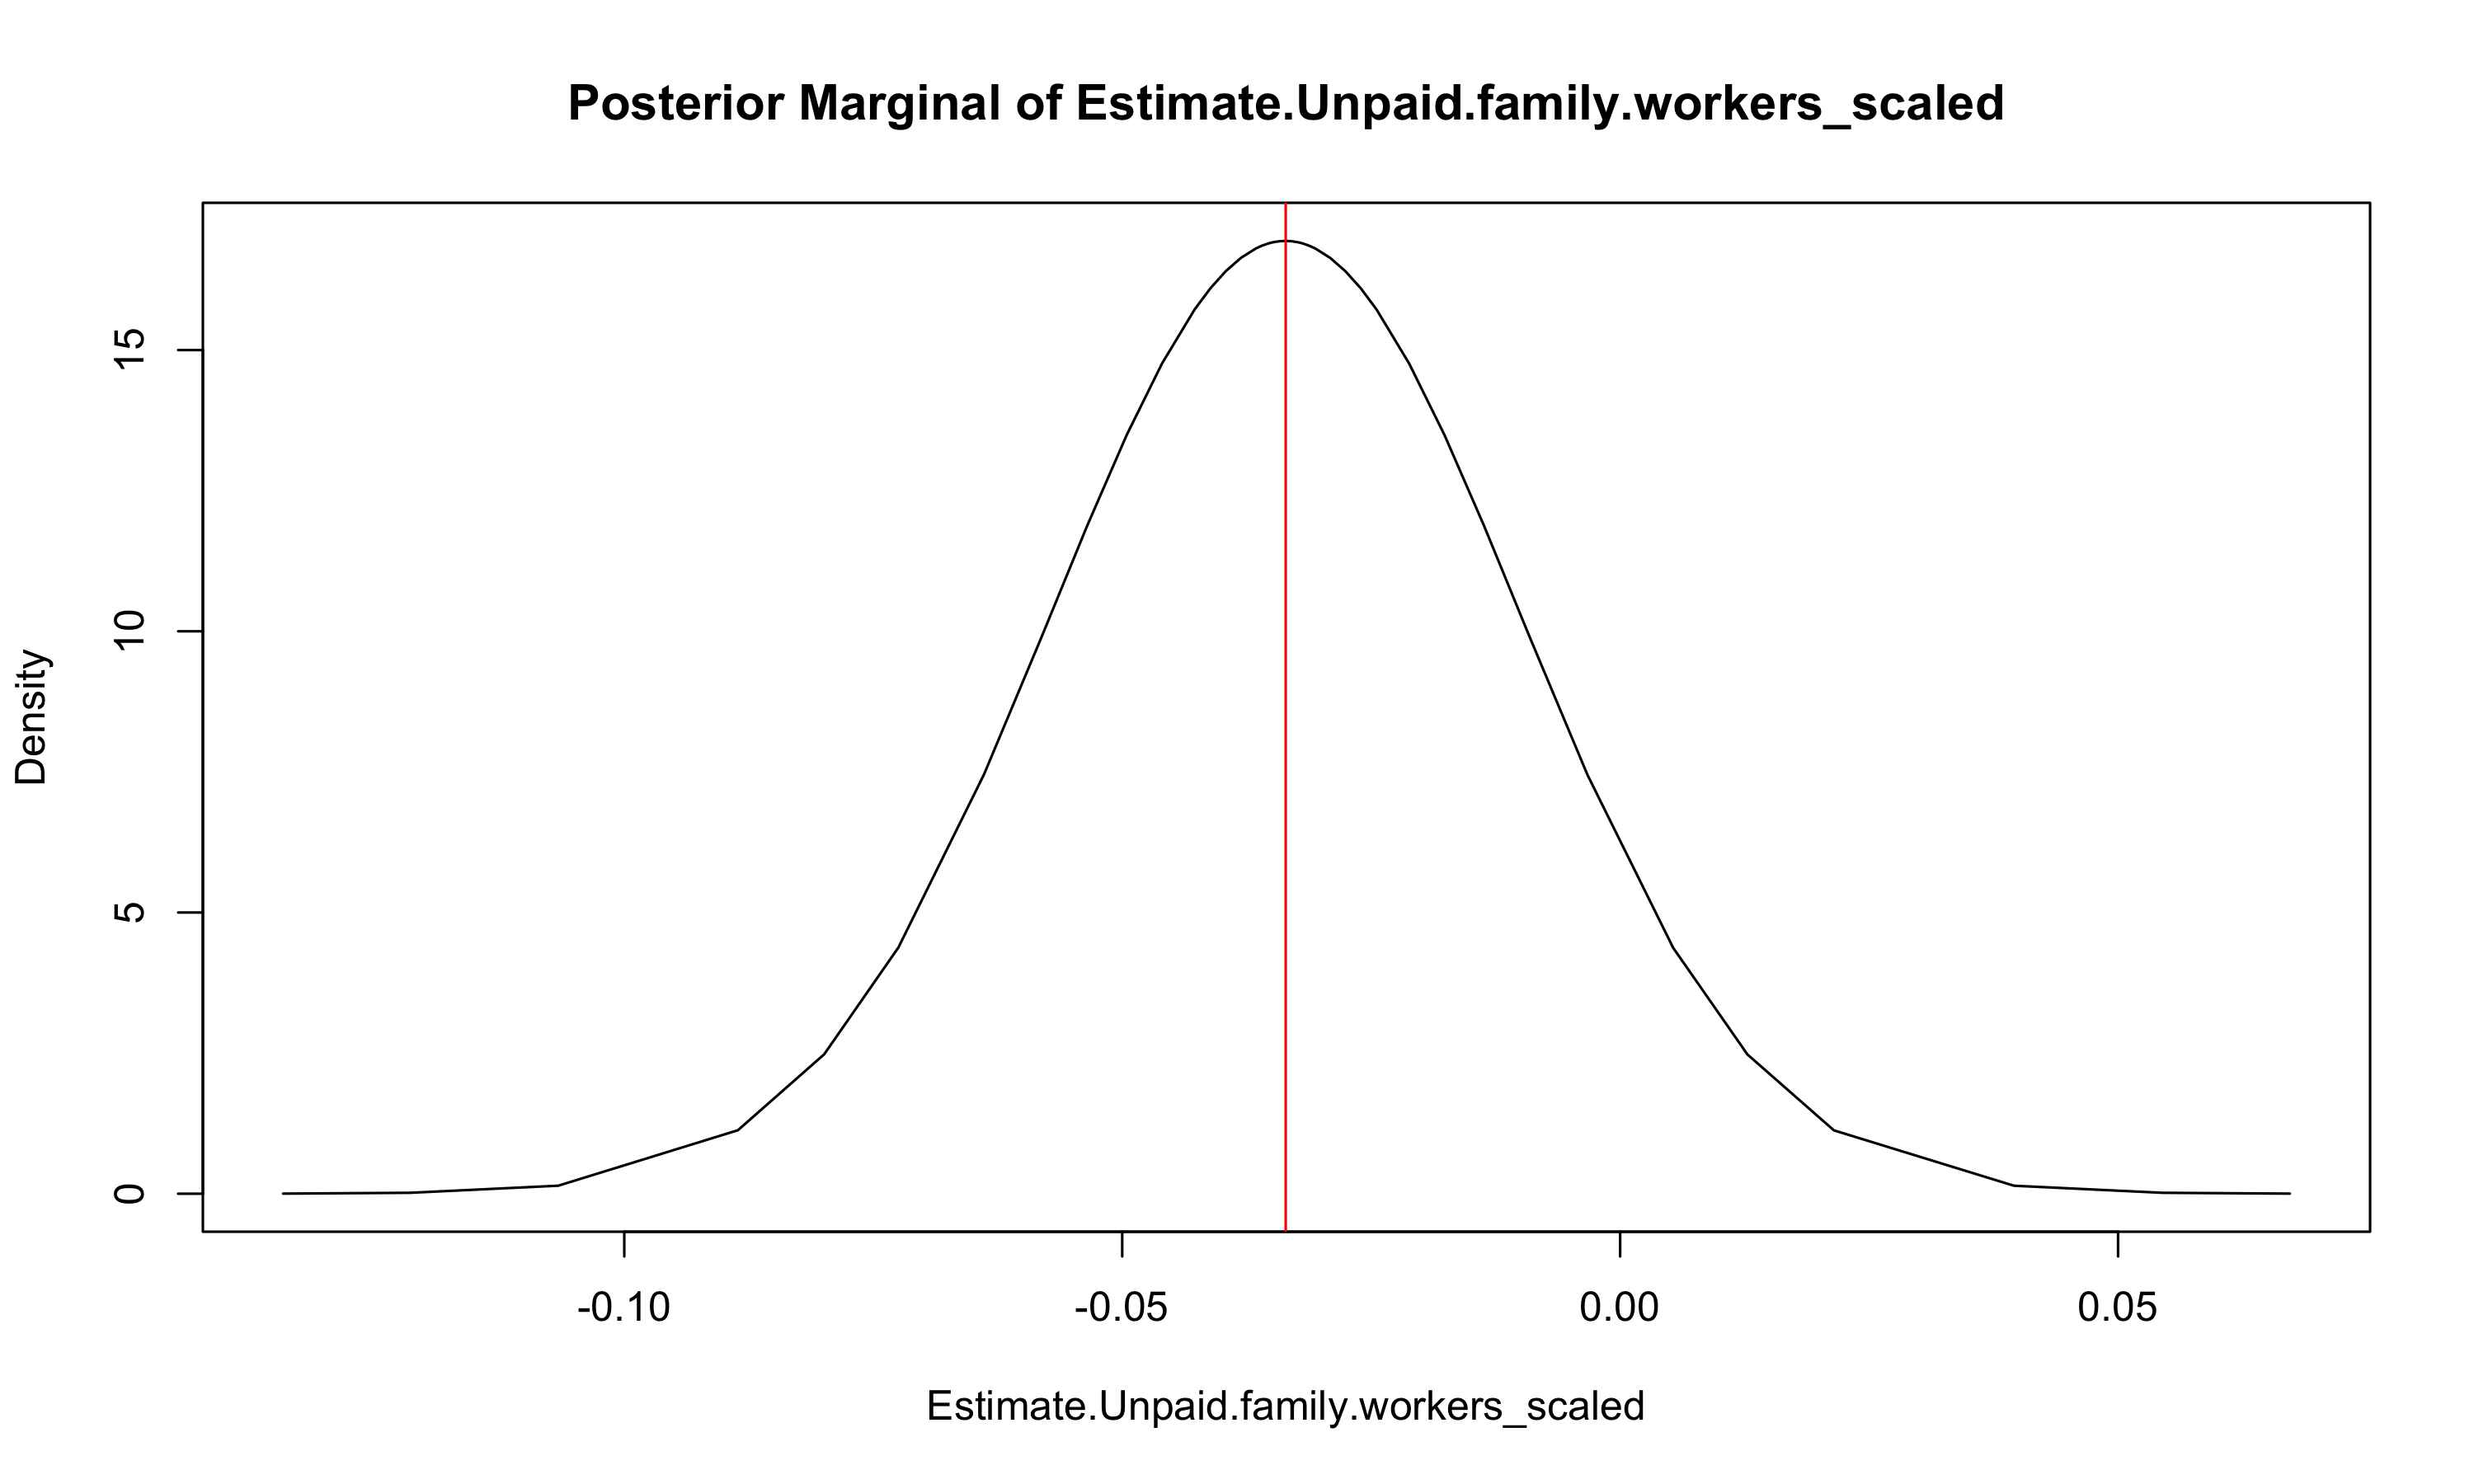 Posterior Marginal of Estimate.Unpaid.family.workers_scaled
Density
15
10
5
0
-0.10 -0.05 0.00 0.05
Estimate.Unpaid.family.workers_scaled